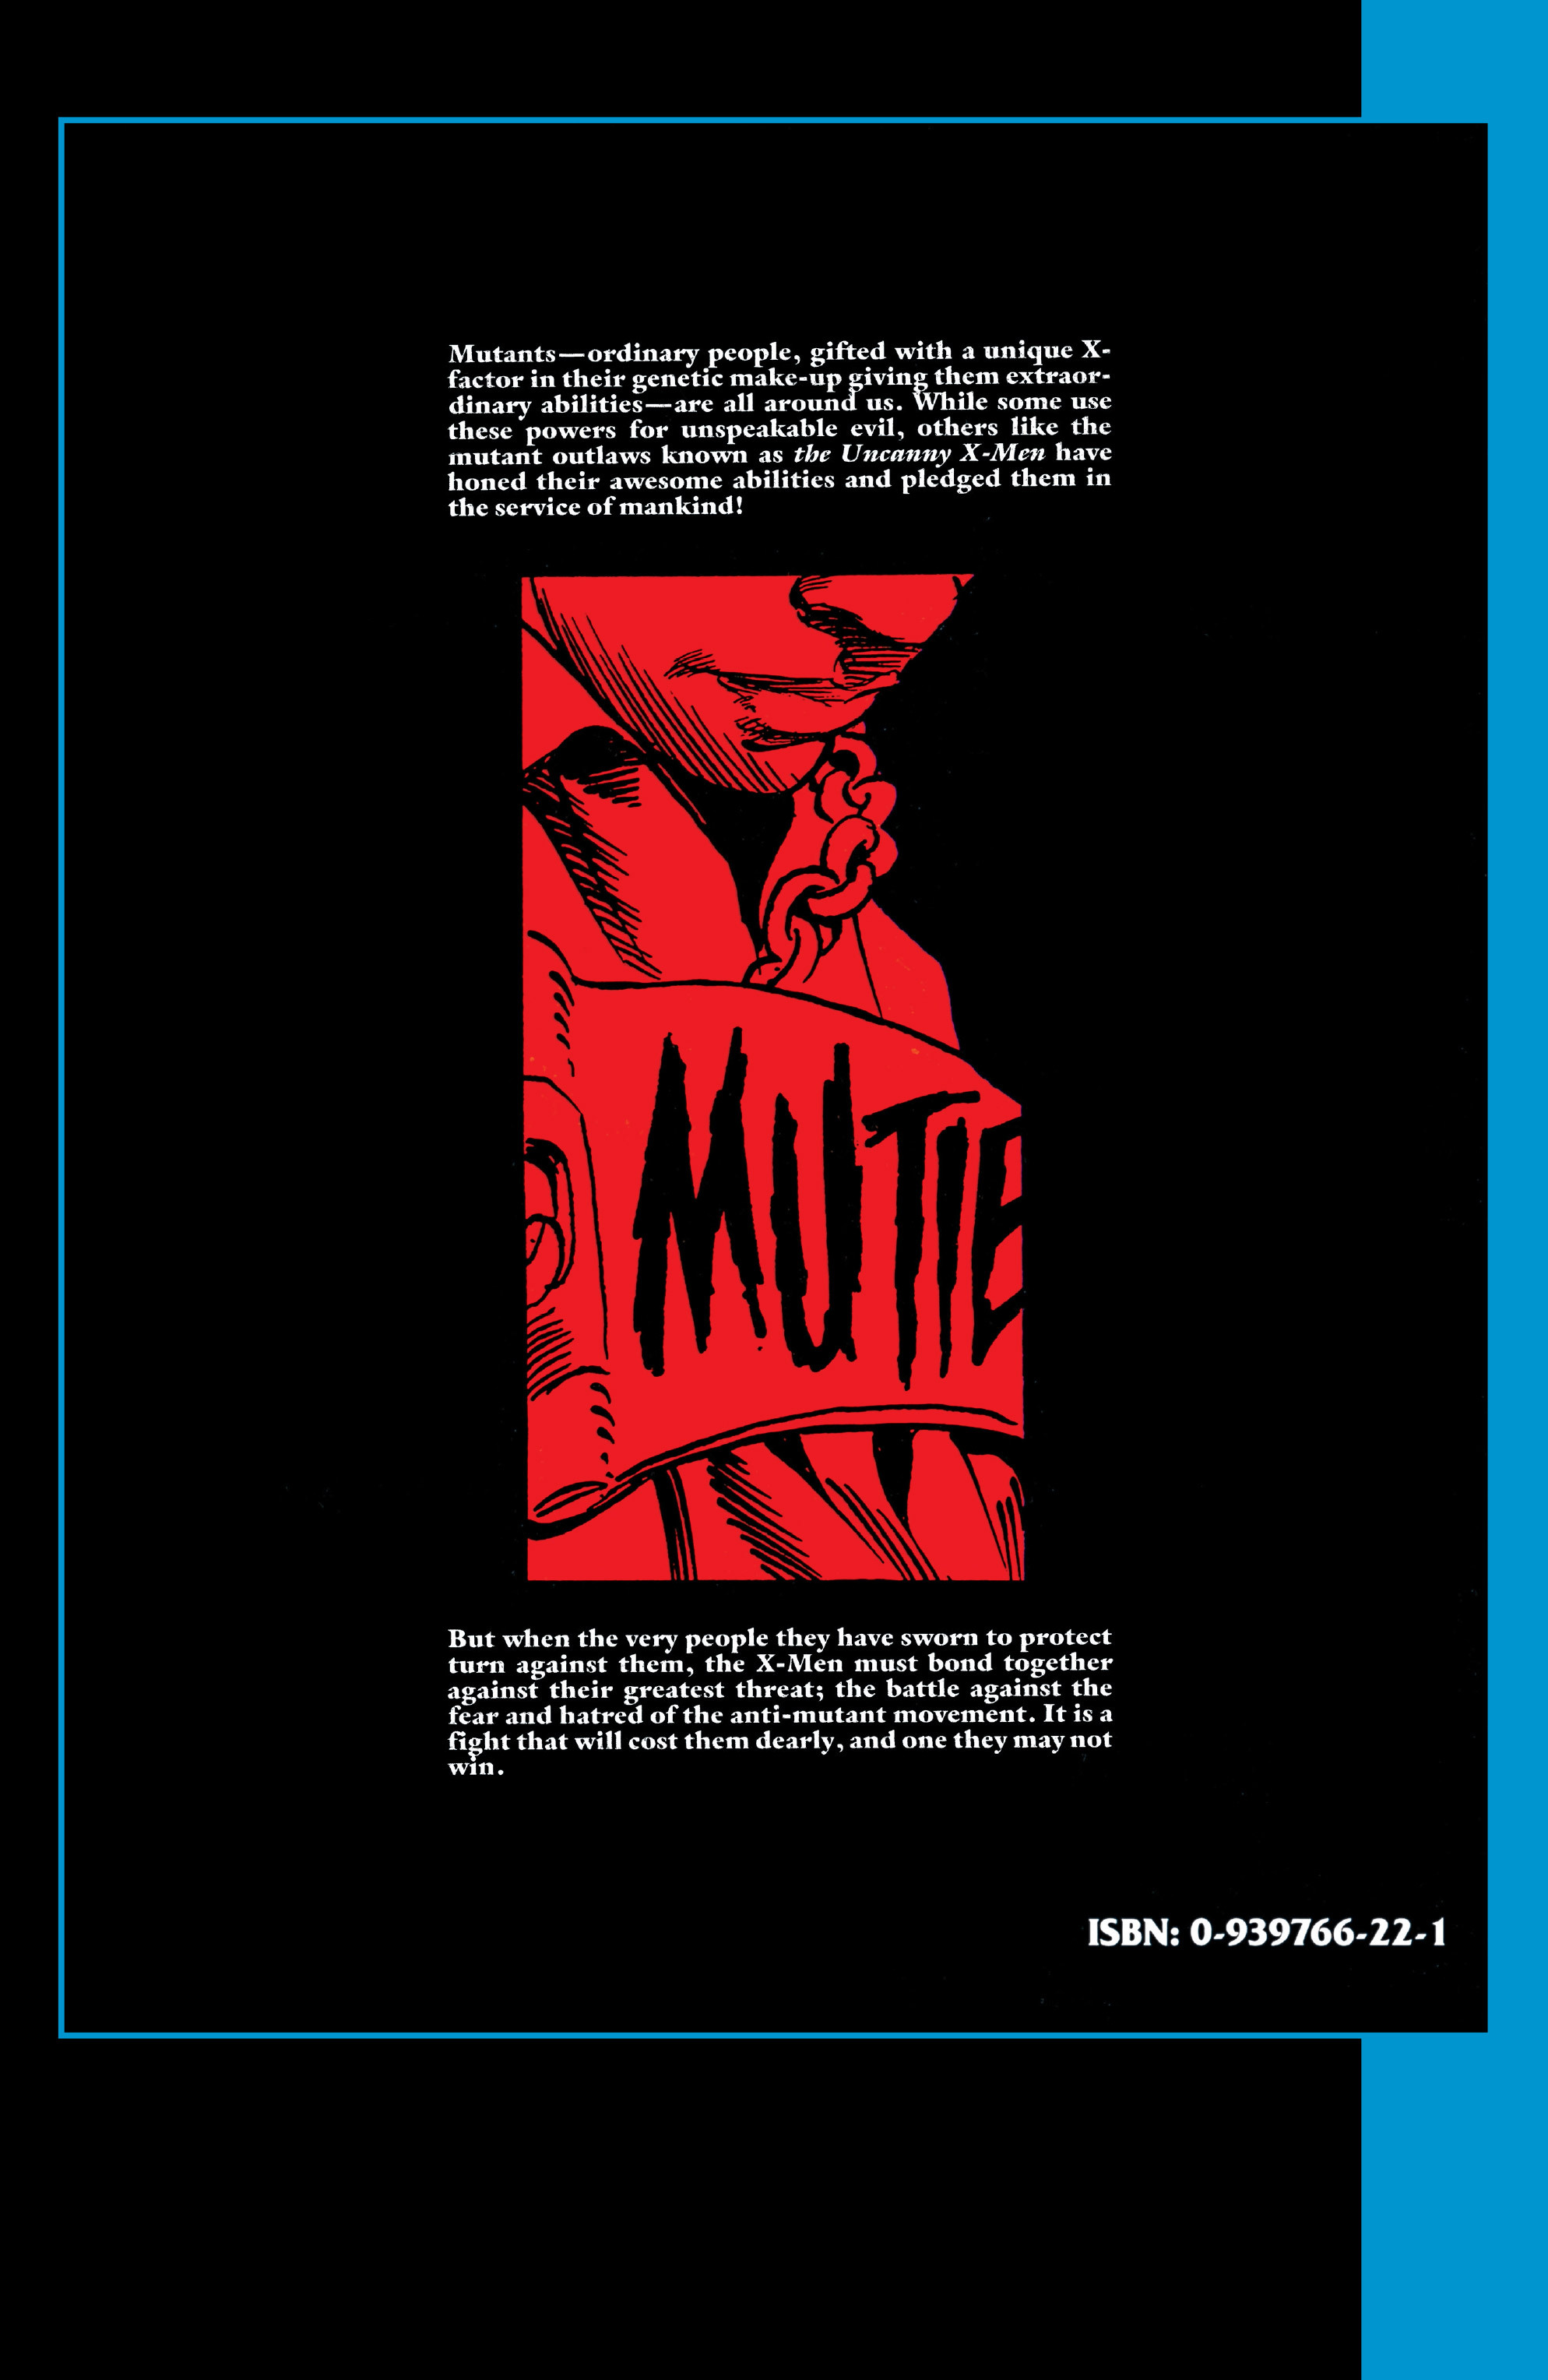 Mutants—ordinary people, gifted with a unique X-
factor in their genetic make-up giving them extraor-
dinary abilities—are all around us. While some use
these powers for unspeakable evil, others like the
mutant outlaws known as the Uncanny X-Men have
honed their awesome abilities and pledged them in
the service of mankind!
MUTIE
But when the very people they have sworn to protect
turn against them, the X-Men must bond together
against their greatest threat; the battle against the
fear and hatred of the anti-mutant movement. It is a
fight that will cost them dearly, and one they may not
win.
ISBN: 0-939766-22-1